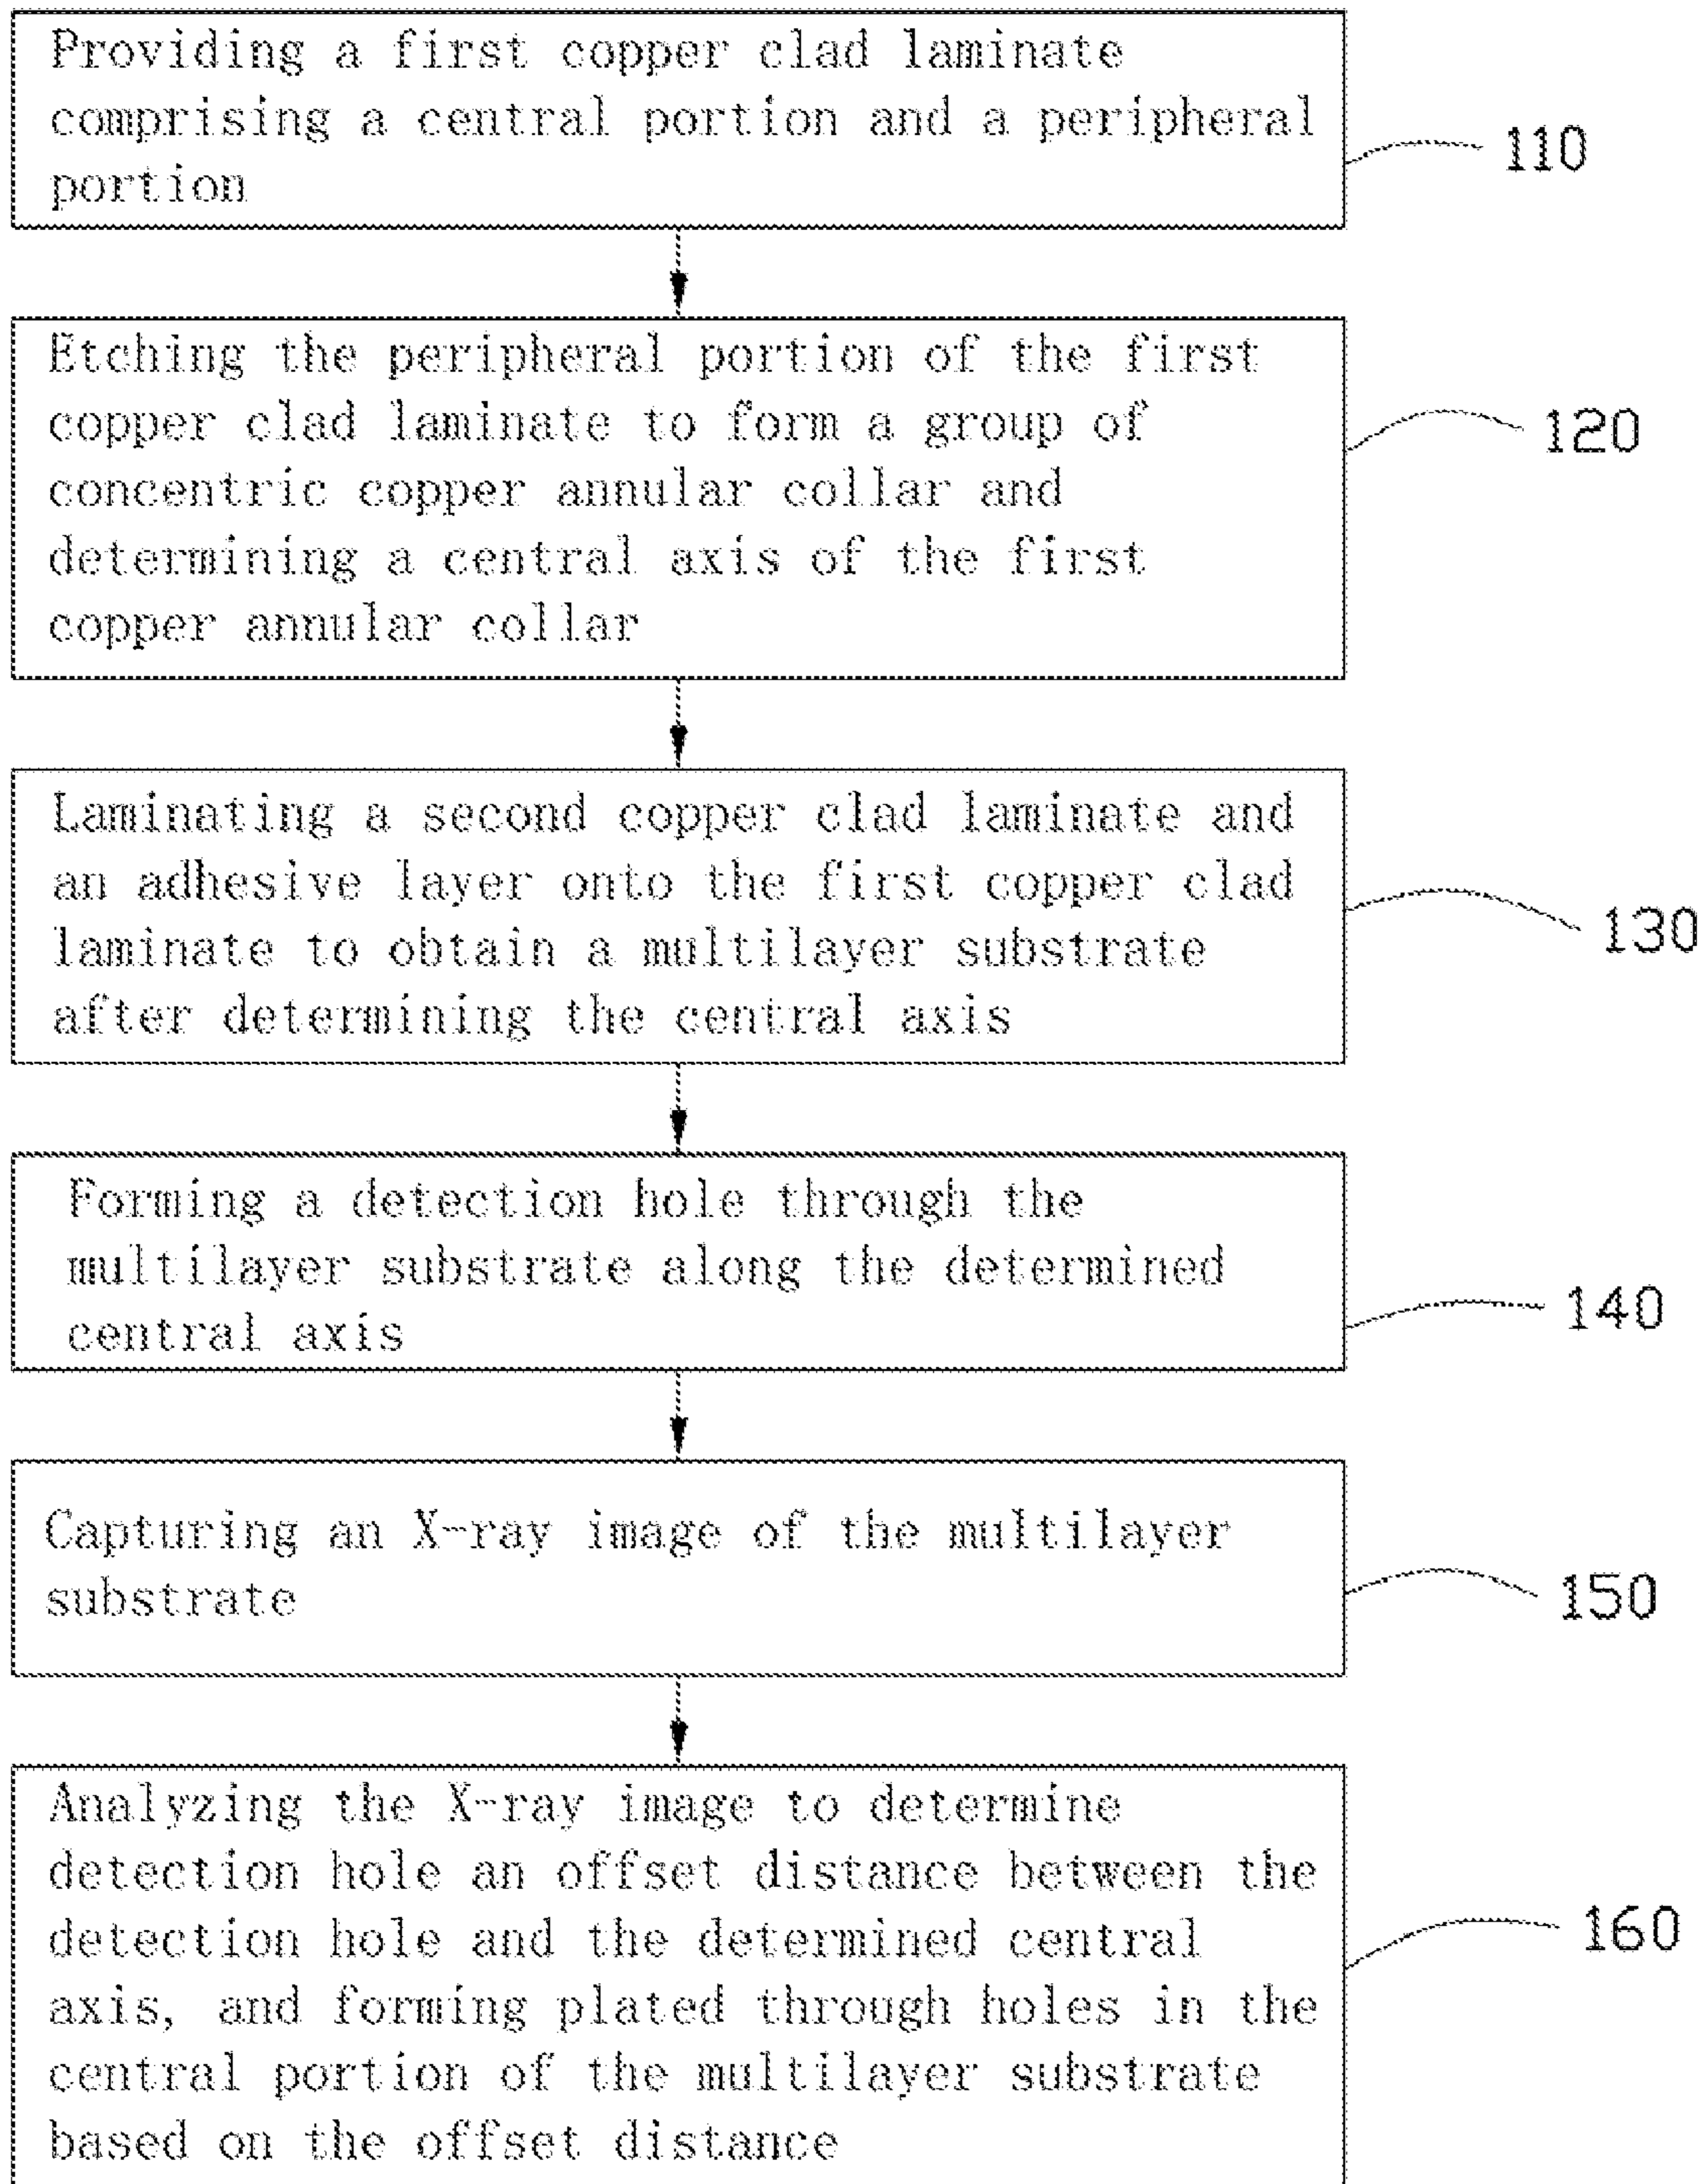 Providing a first copper clad laminate
comprising a central portion and a peripheral
portion
110
Etching the peripheral portion of the first
copper clad laminate to form a group of
concentric copper annular collar and
determining a central axis of the first
copper annular collar
120
Laminating a second copper clad laminate and
an adhesive layer onto the first copper clad
laminate to obtain a multilayer substrate
after determining the central axis
130
Forming a detection hole through the
multilayer substrate along the determined
central axis
140
Capturing an X-ray image of the multilayer
substrate
150
Analyzing the X-ray image to determine
detection hole an offset distance between the
detection hole and the determined central
axis, and forming plated through holes in the
central portion of the multilayer substrate
based on the offset distance
160